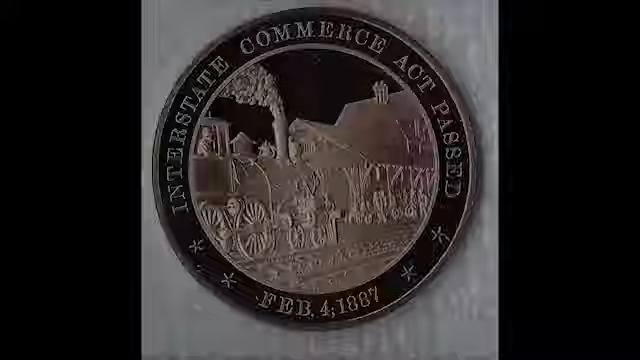 INTERSTATE COMMERCE ACT PASSED
FEB. 4, 1887